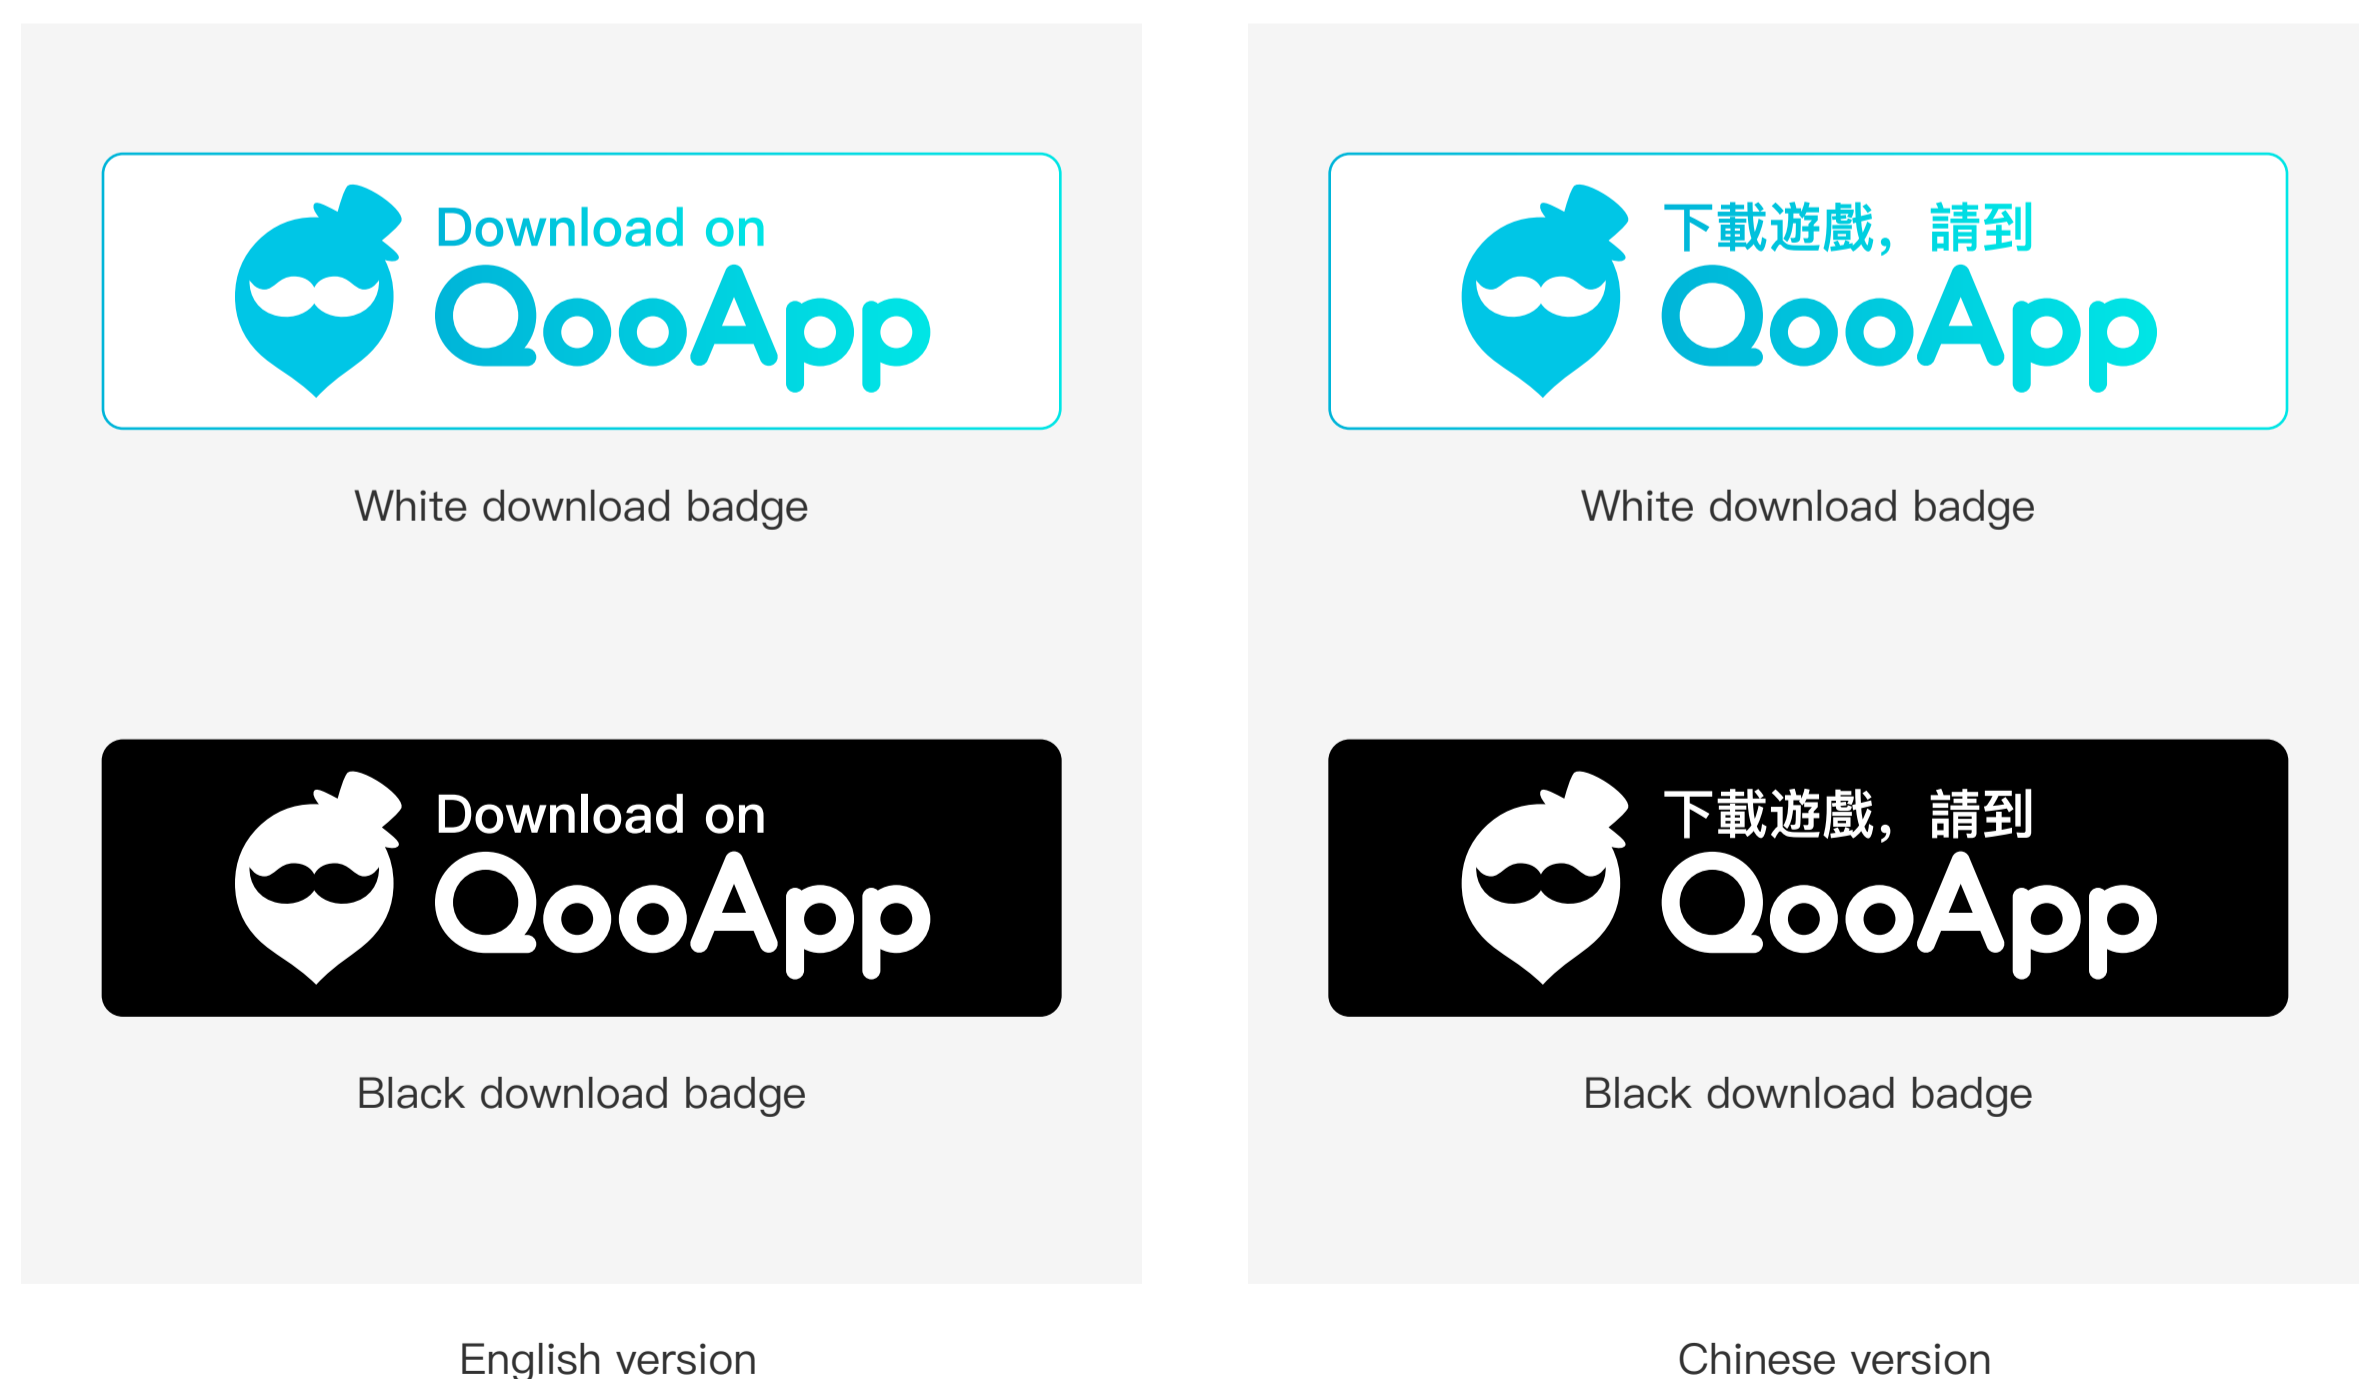 Download on
QooApp
White download badge
Download on
QooApp
Black download badge
English version
下載遊戲，請到
QooApp
White download badge
下載遊戲，請到
QooApp
Black download badge
Chinese version